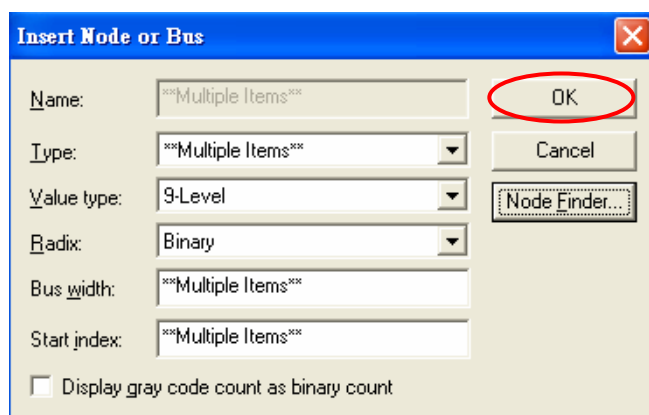 Insert Node or Bus
Name: **Multiple Items** OK
Type: **Multiple Items** Cancel
Value type: 9-Level Node Finder...
Radix: Binary
Bus width: **Multiple Items**
Start index: **Multiple Items**
Display gray code count as binary count